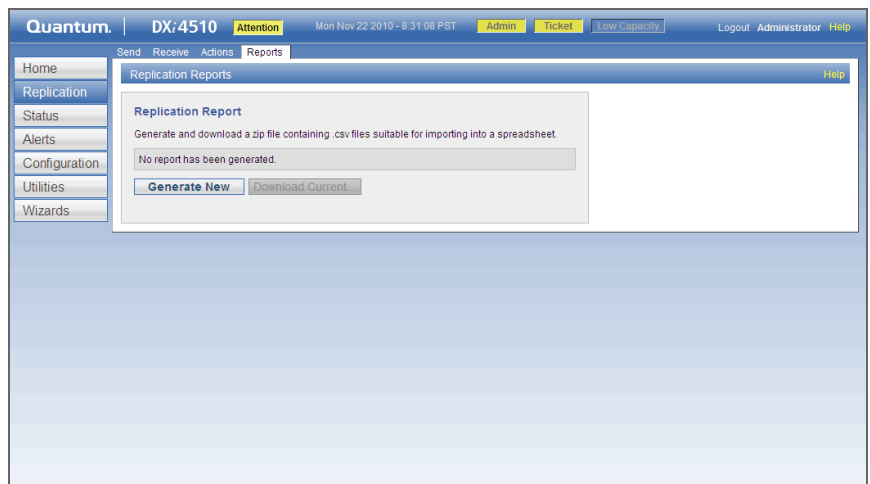 Quantum. DXi4510 Attention Mon Nov 22 2010 - 8:31:08 PST Admin Ticket Low Capacity Logout Administrator Help
Send Receive Actions Reports
Home
Replication
Status
Alerts
Configuration
Utilities
Wizards
Replication Reports Help
Replication Report
Generate and download a zip file containing .csv files suitable for importing into a spreadsheet.
No report has been generated.
Generate New Download Current...